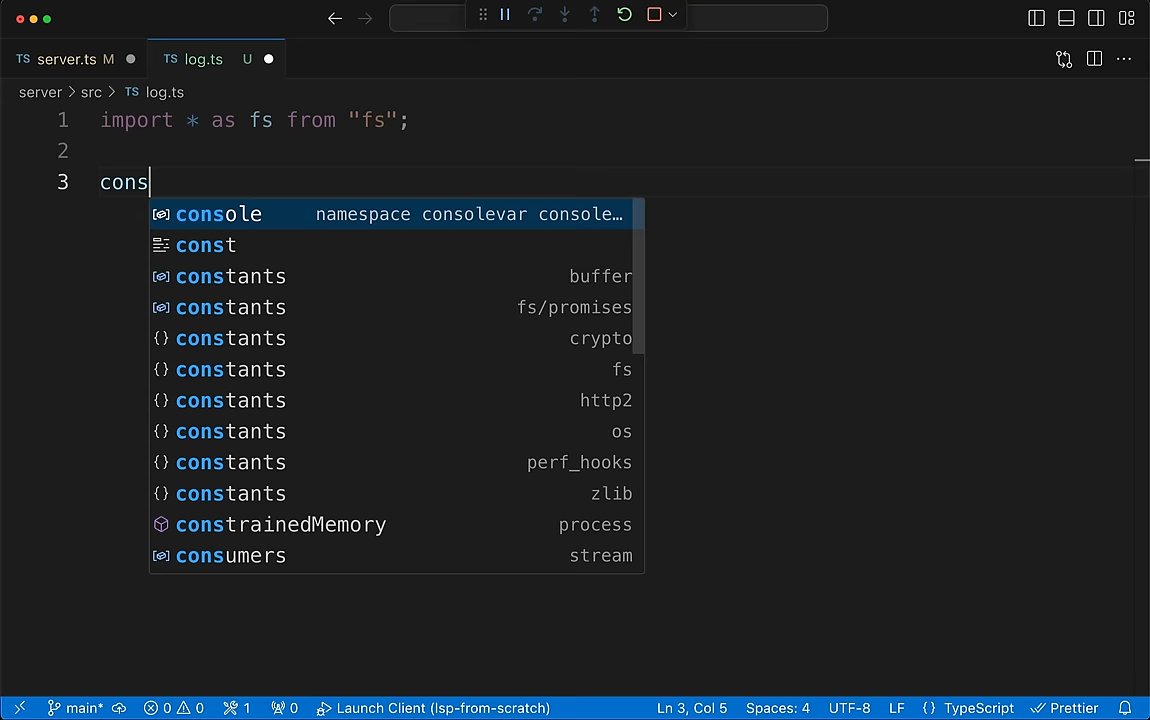 TS server.ts M TS log.ts U
server > src > TS log.ts
1 import * as fs from "fs";
2
3 cons
console namespace consolevar console…
const
constants buffer
constants fs/promises
constants crypto
constants fs
constants http2
constants os
constants perf_hooks
constants zlib
constrainedMemory process
consumers stream
main* 0 0 1 0 Launch Client (lsp-from-scratch) Ln 3, Col 5 Spaces: 4 UTF-8 LF {} TypeScript Prettier